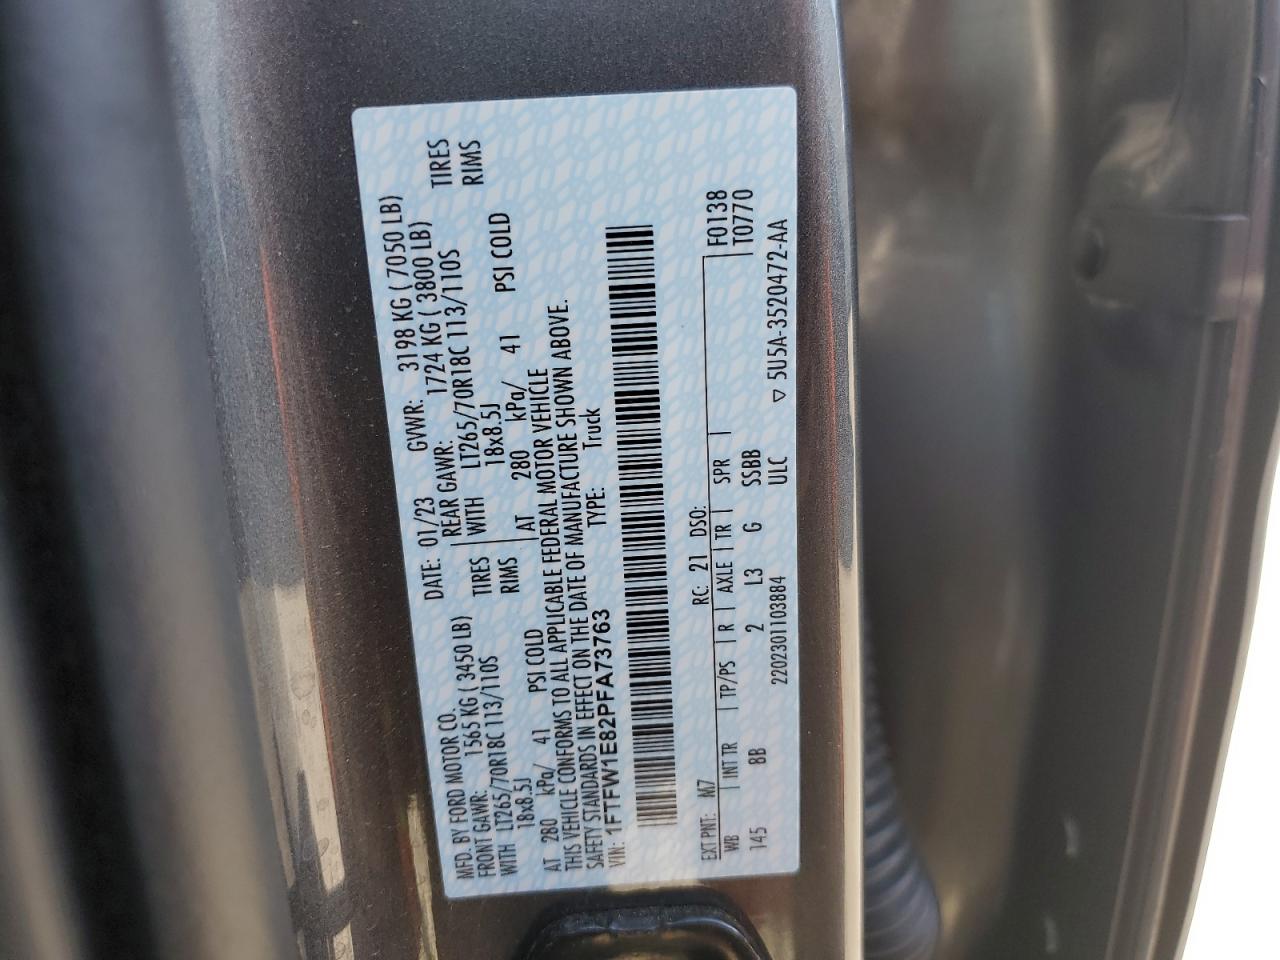 MFD. BY FORD MOTOR CO.
DATE: 01/23 GVWR: 3198 KG ( 7050 LB)
FRONT GAWR: 1565 KG ( 3450 LB) REAR GAWR: 1724 KG ( 3800 LB)
WITH LT265/70R18C 113/110S TIRES WITH LT265/70R18C 113/110S TIRES
18x8.5J RIMS 18x8.5J RIMS
AT 280 kPa/ 41 PSI COLD AT 280 kPa/ 41 PSI COLD
THIS VEHICLE CONFORMS TO ALL APPLICABLE FEDERAL MOTOR VEHICLE
SAFETY STANDARDS IN EFFECT ON THE DATE OF MANUFACTURE SHOWN ABOVE.
VIN: 1FTFW1E82PFA73763 TYPE: Truck
EXT PNT: M7 RC: 21 DSO: F0138
WB INT TR TP/PS R AXLE TR SPR T0770
145 BB 2 L3 G SSBB
2202301103884 ULC ▽ 5U5A-3520472-AA